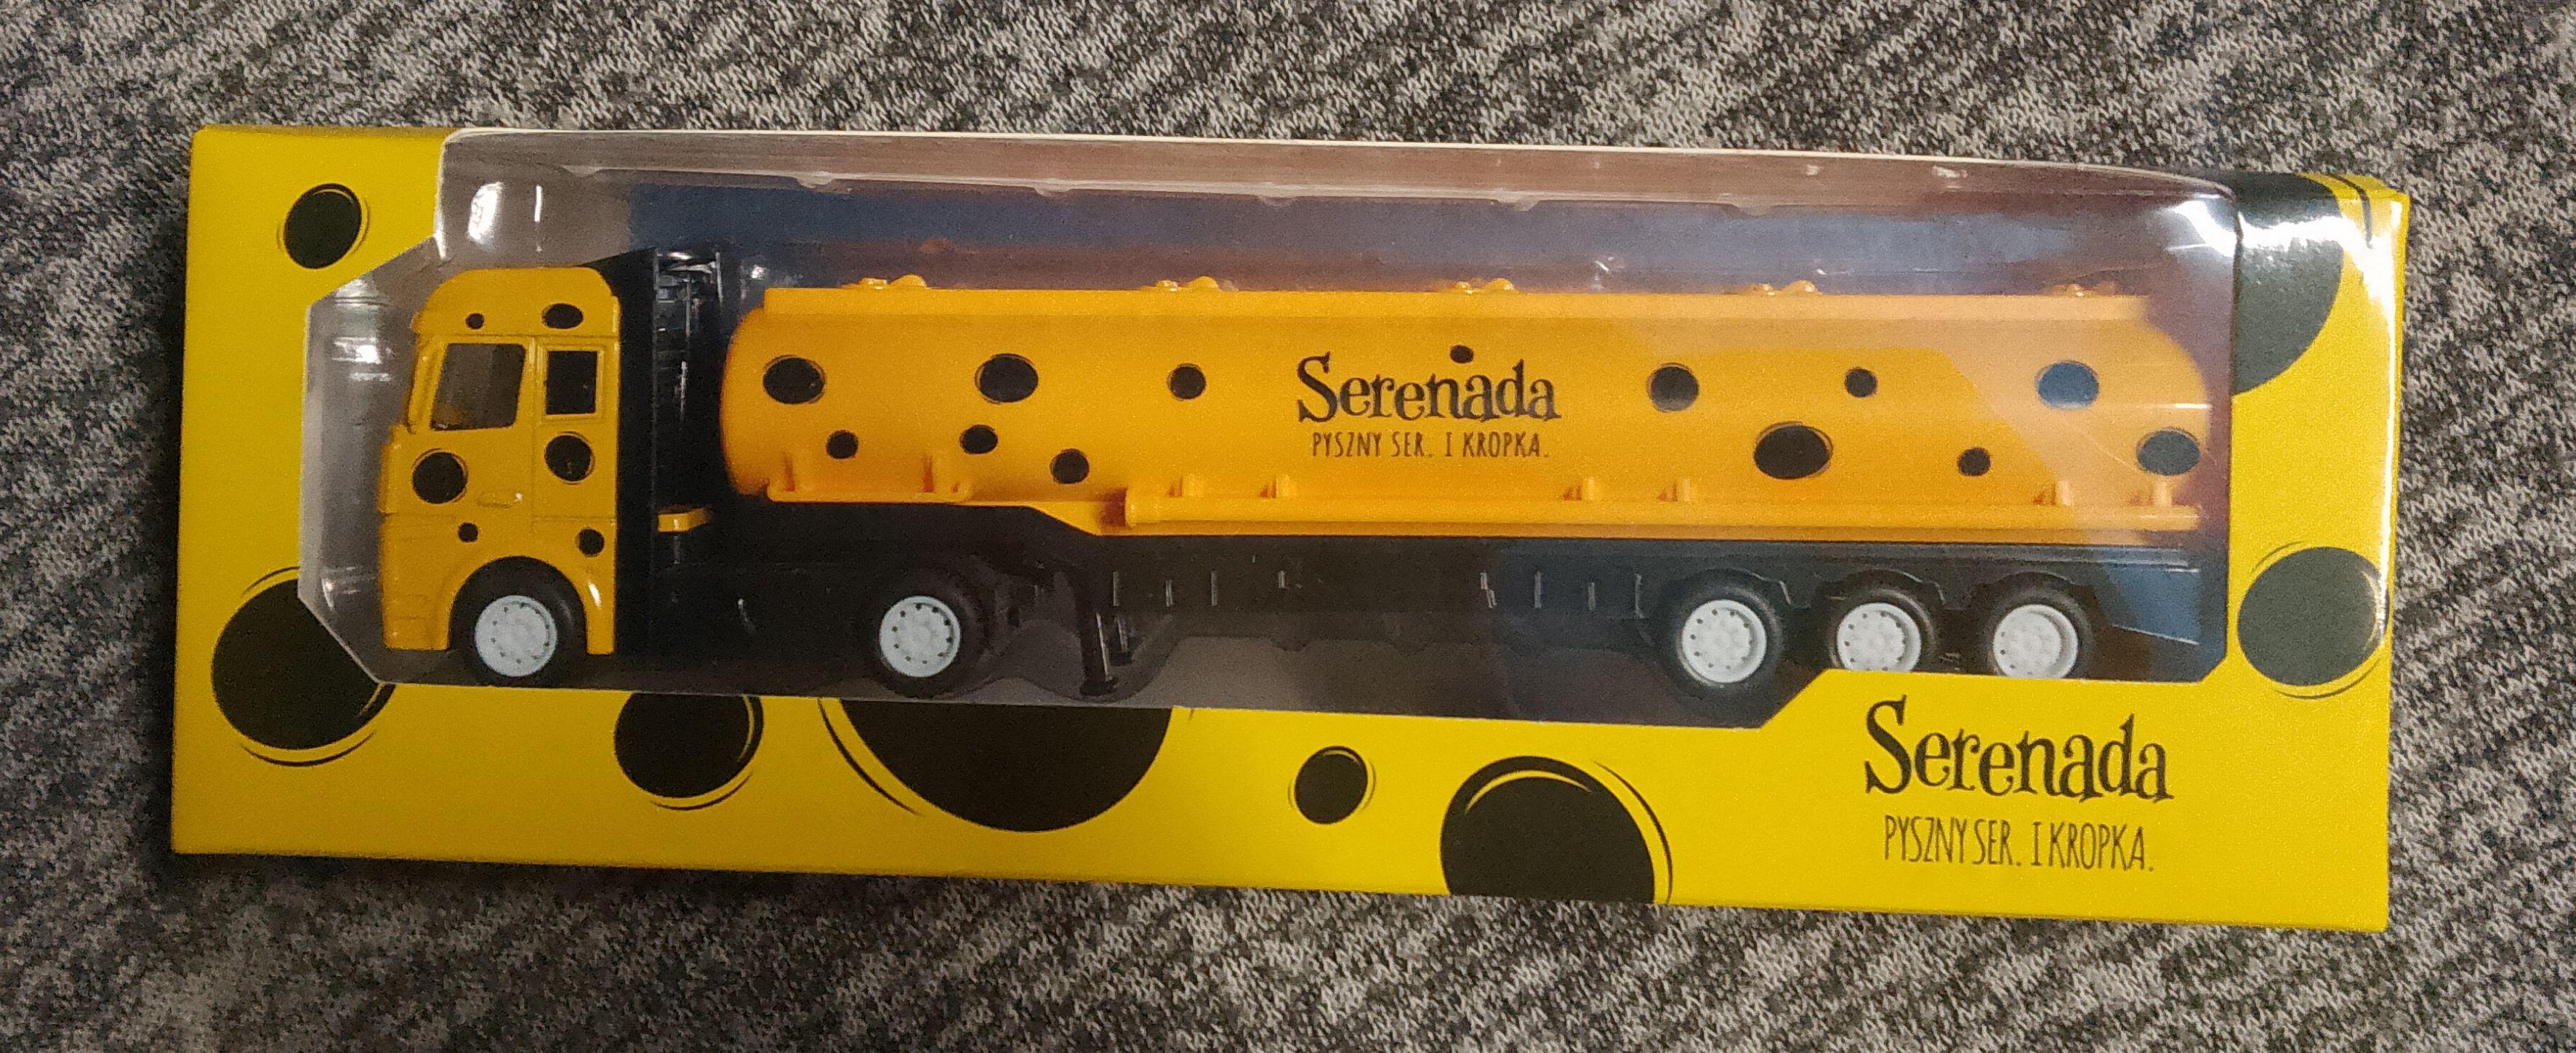 Serenada
PYSZNY SER. I KROPKA.
Serenada
PYSZNY SER. I KROPKA.